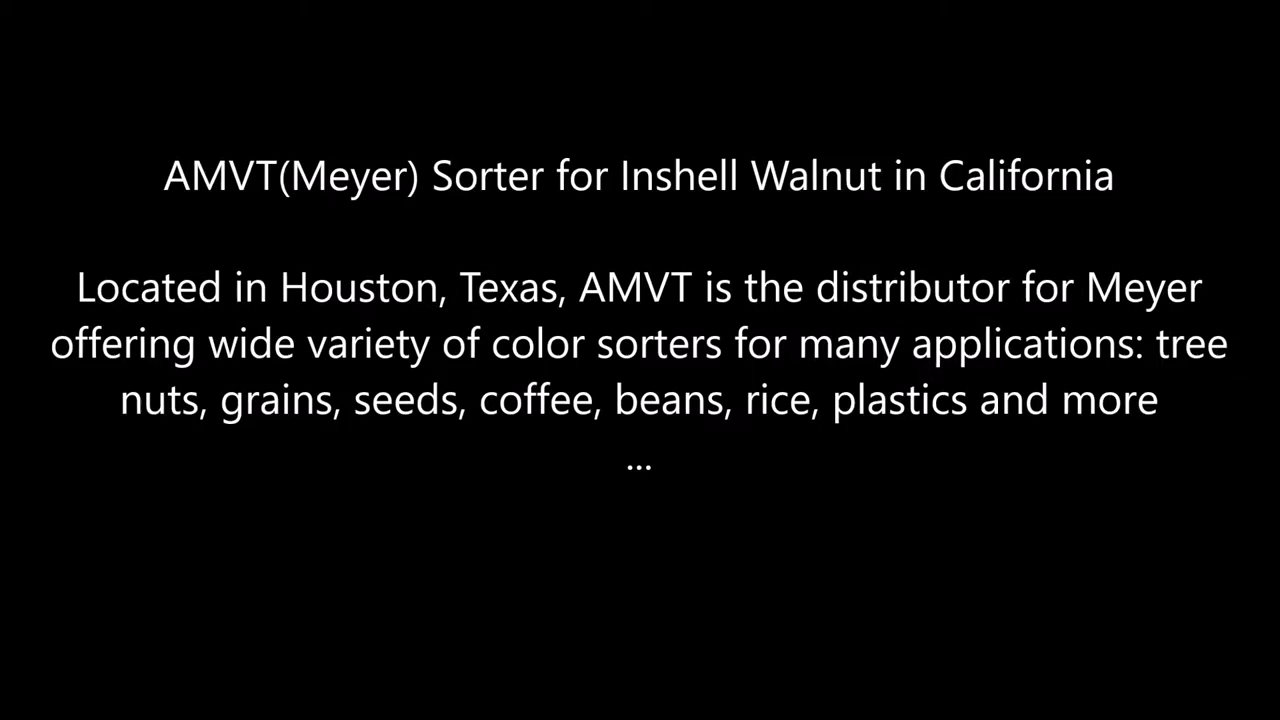 AMVT(Meyer) Sorter for Inshell Walnut in California
Located in Houston, Texas, AMVT is the distributor for Meyer
offering wide variety of color sorters for many applications: tree
nuts, grains, seeds, coffee, beans, rice, plastics and more
...